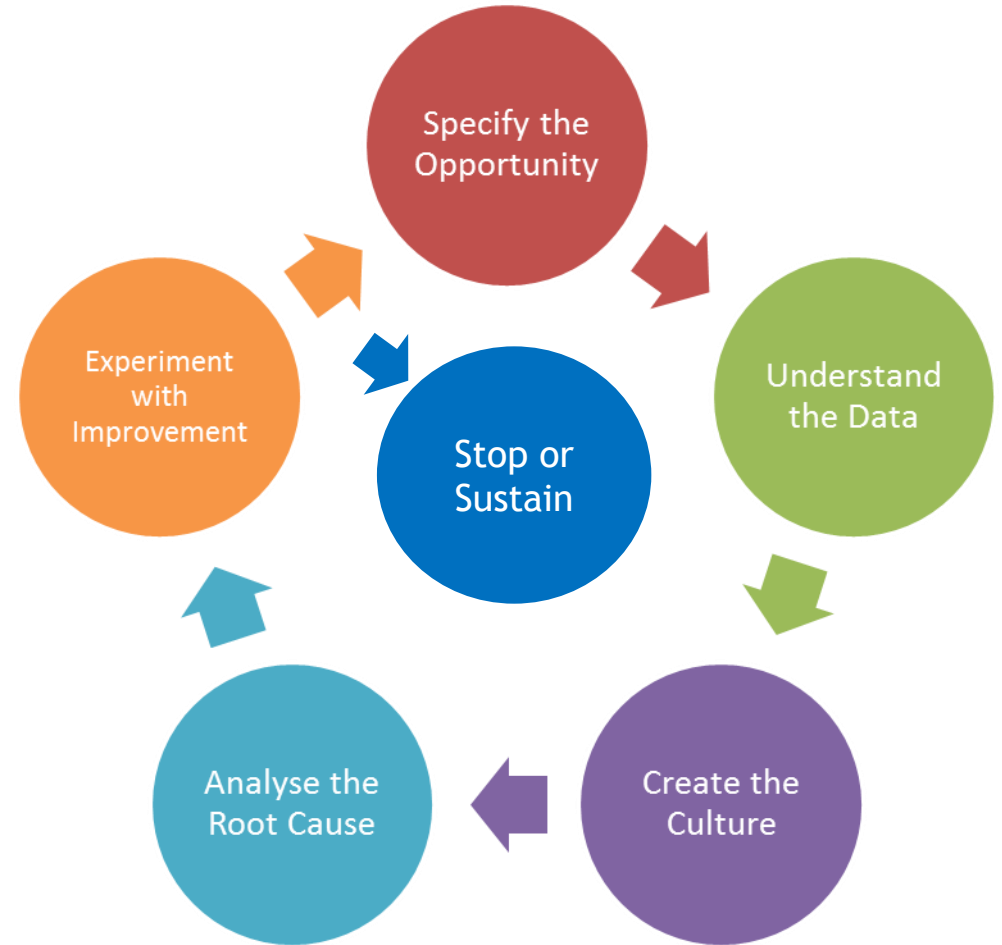 Specify the
Opportunity
Understand
the Data
Create the
Culture
Analyse the
Root Cause
Experiment
with
Improvement
Stop or
Sustain